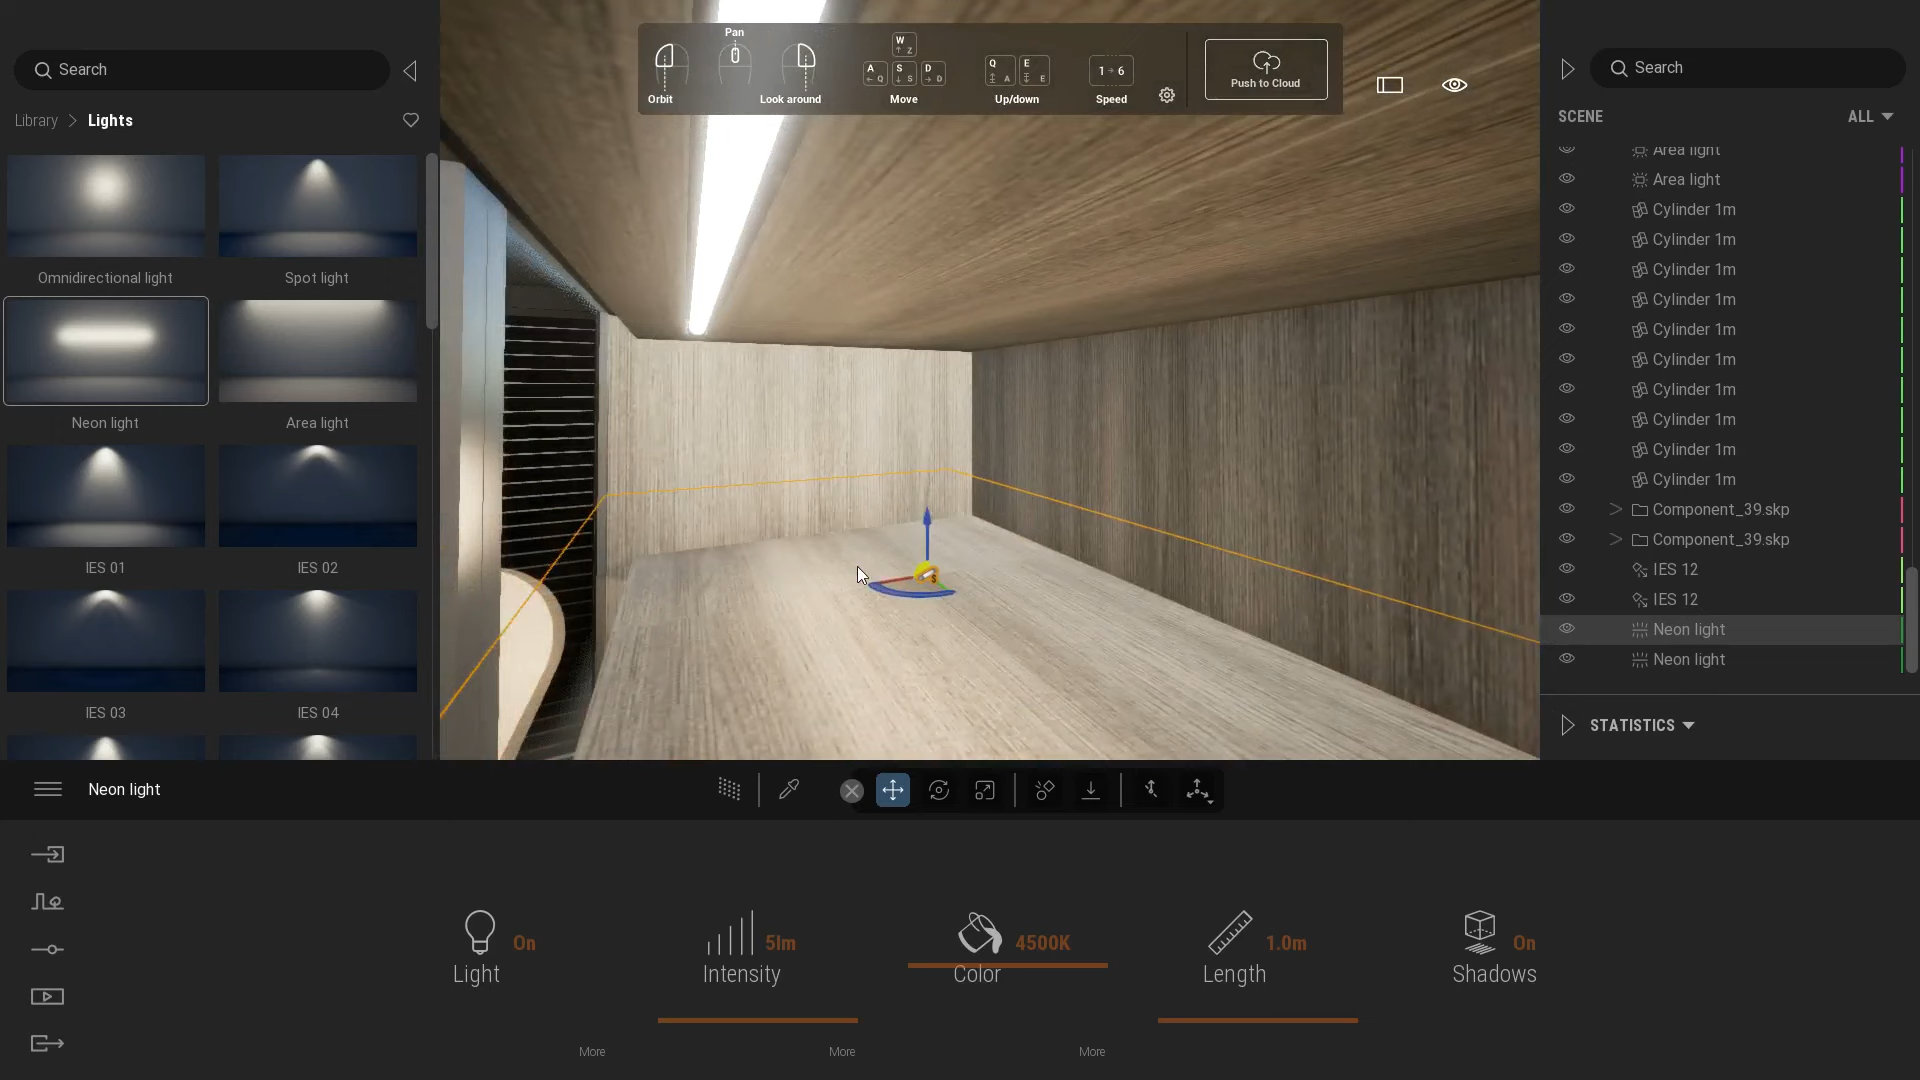 Search
Library > Lights
Omnidirectional light
Spot light
Neon light
Area light
IES 01
IES 02
IES 03
IES 04
Pan
Orbit
Look around
W
Z
A
Q
S
S
D
D
Move
Q
A
E
E
Up/down
1 6
Speed
Push to Cloud
Search
SCENE
ALL
Area light
Area light
Cylinder 1m
Cylinder 1m
Cylinder 1m
Cylinder 1m
Cylinder 1m
Cylinder 1m
Cylinder 1m
Cylinder 1m
Cylinder 1m
Cylinder 1m
> Component_39.skp
> Component_39.skp
IES 12
IES 12
Neon light
Neon light
STATISTICS
Neon light
On
Light
5lm
Intensity
4500K
Color
1.0m
Length
On
Shadows
More
More
More